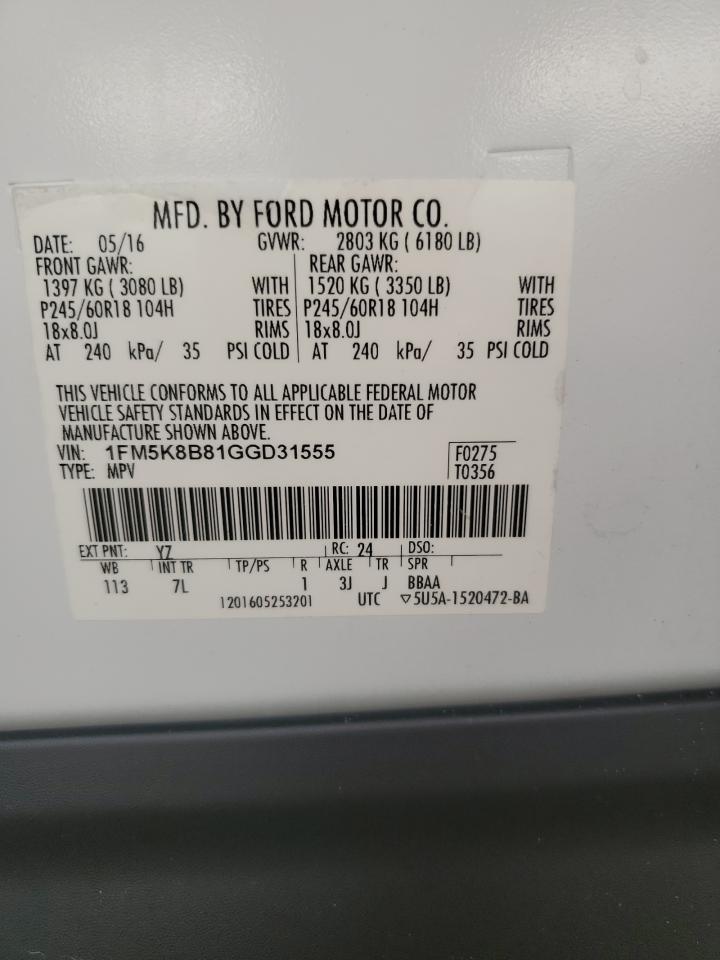 MFD. BY FORD MOTOR CO.
DATE: 05/16 GVWR: 2803 KG ( 6180 LB)
FRONT GAWR: REAR GAWR:
1397 KG ( 3080 LB) WITH 1520 KG ( 3350 LB) WITH
P245/60R18 104H TIRES P245/60R18 104H TIRES
18x8.0J RIMS 18x8.0J RIMS
AT 240 kPa/ 35 PSI COLD AT 240 kPa/ 35 PSI COLD
THIS VEHICLE CONFORMS TO ALL APPLICABLE FEDERAL MOTOR
VEHICLE SAFETY STANDARDS IN EFFECT ON THE DATE OF
MANUFACTURE SHOWN ABOVE.
VIN: 1FM5K8B81GGD31555 F0275
TYPE: MPV T0356
EXT PNT: YZ RC: 24 DSO:
WB INT TR TP/PS R AXLE TR SPR
113 7L 1 3J J BBAA
1201605253201 UTC ▽5U5A-1520472-BA